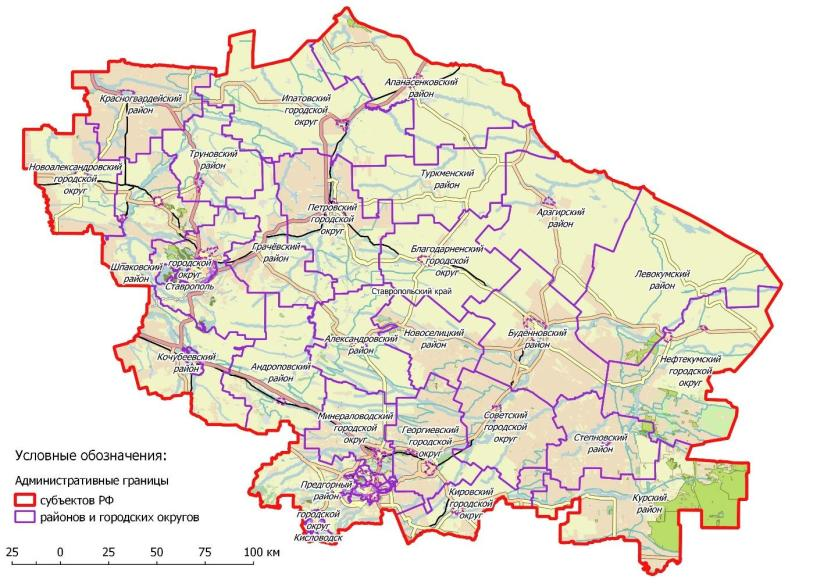 Апанасенковский
район
Красногвардейский
район
Ипатовский
городской
округ
Труновский
район
Новоалександровский
городской
округ
Туркменский
район
Петровский
городской
округ
Арзгирский
район
Грачёвский
район
Благодарненский
городской
округ
Шпаковский
район
городской
округ
Ставрополь
Левокумский
район
Ставропольский край
Александровский
район
Новоселицкий
район
Будённовский
район
Кочубеевский
район
Андроповский
район
Нефтекумский
городской
округ
Минераловодский
городской
округ
Георгиевский
городской
округ
Советский
городской
округ
Степновский
район
Предгорный
район
Кировский
городской
округ
Курский
район
городской
округ
Кисловодск
Условные обозначения:
Административные границы
субъектов РФ
районов и городских округов
25 0 25 50 75 100 км